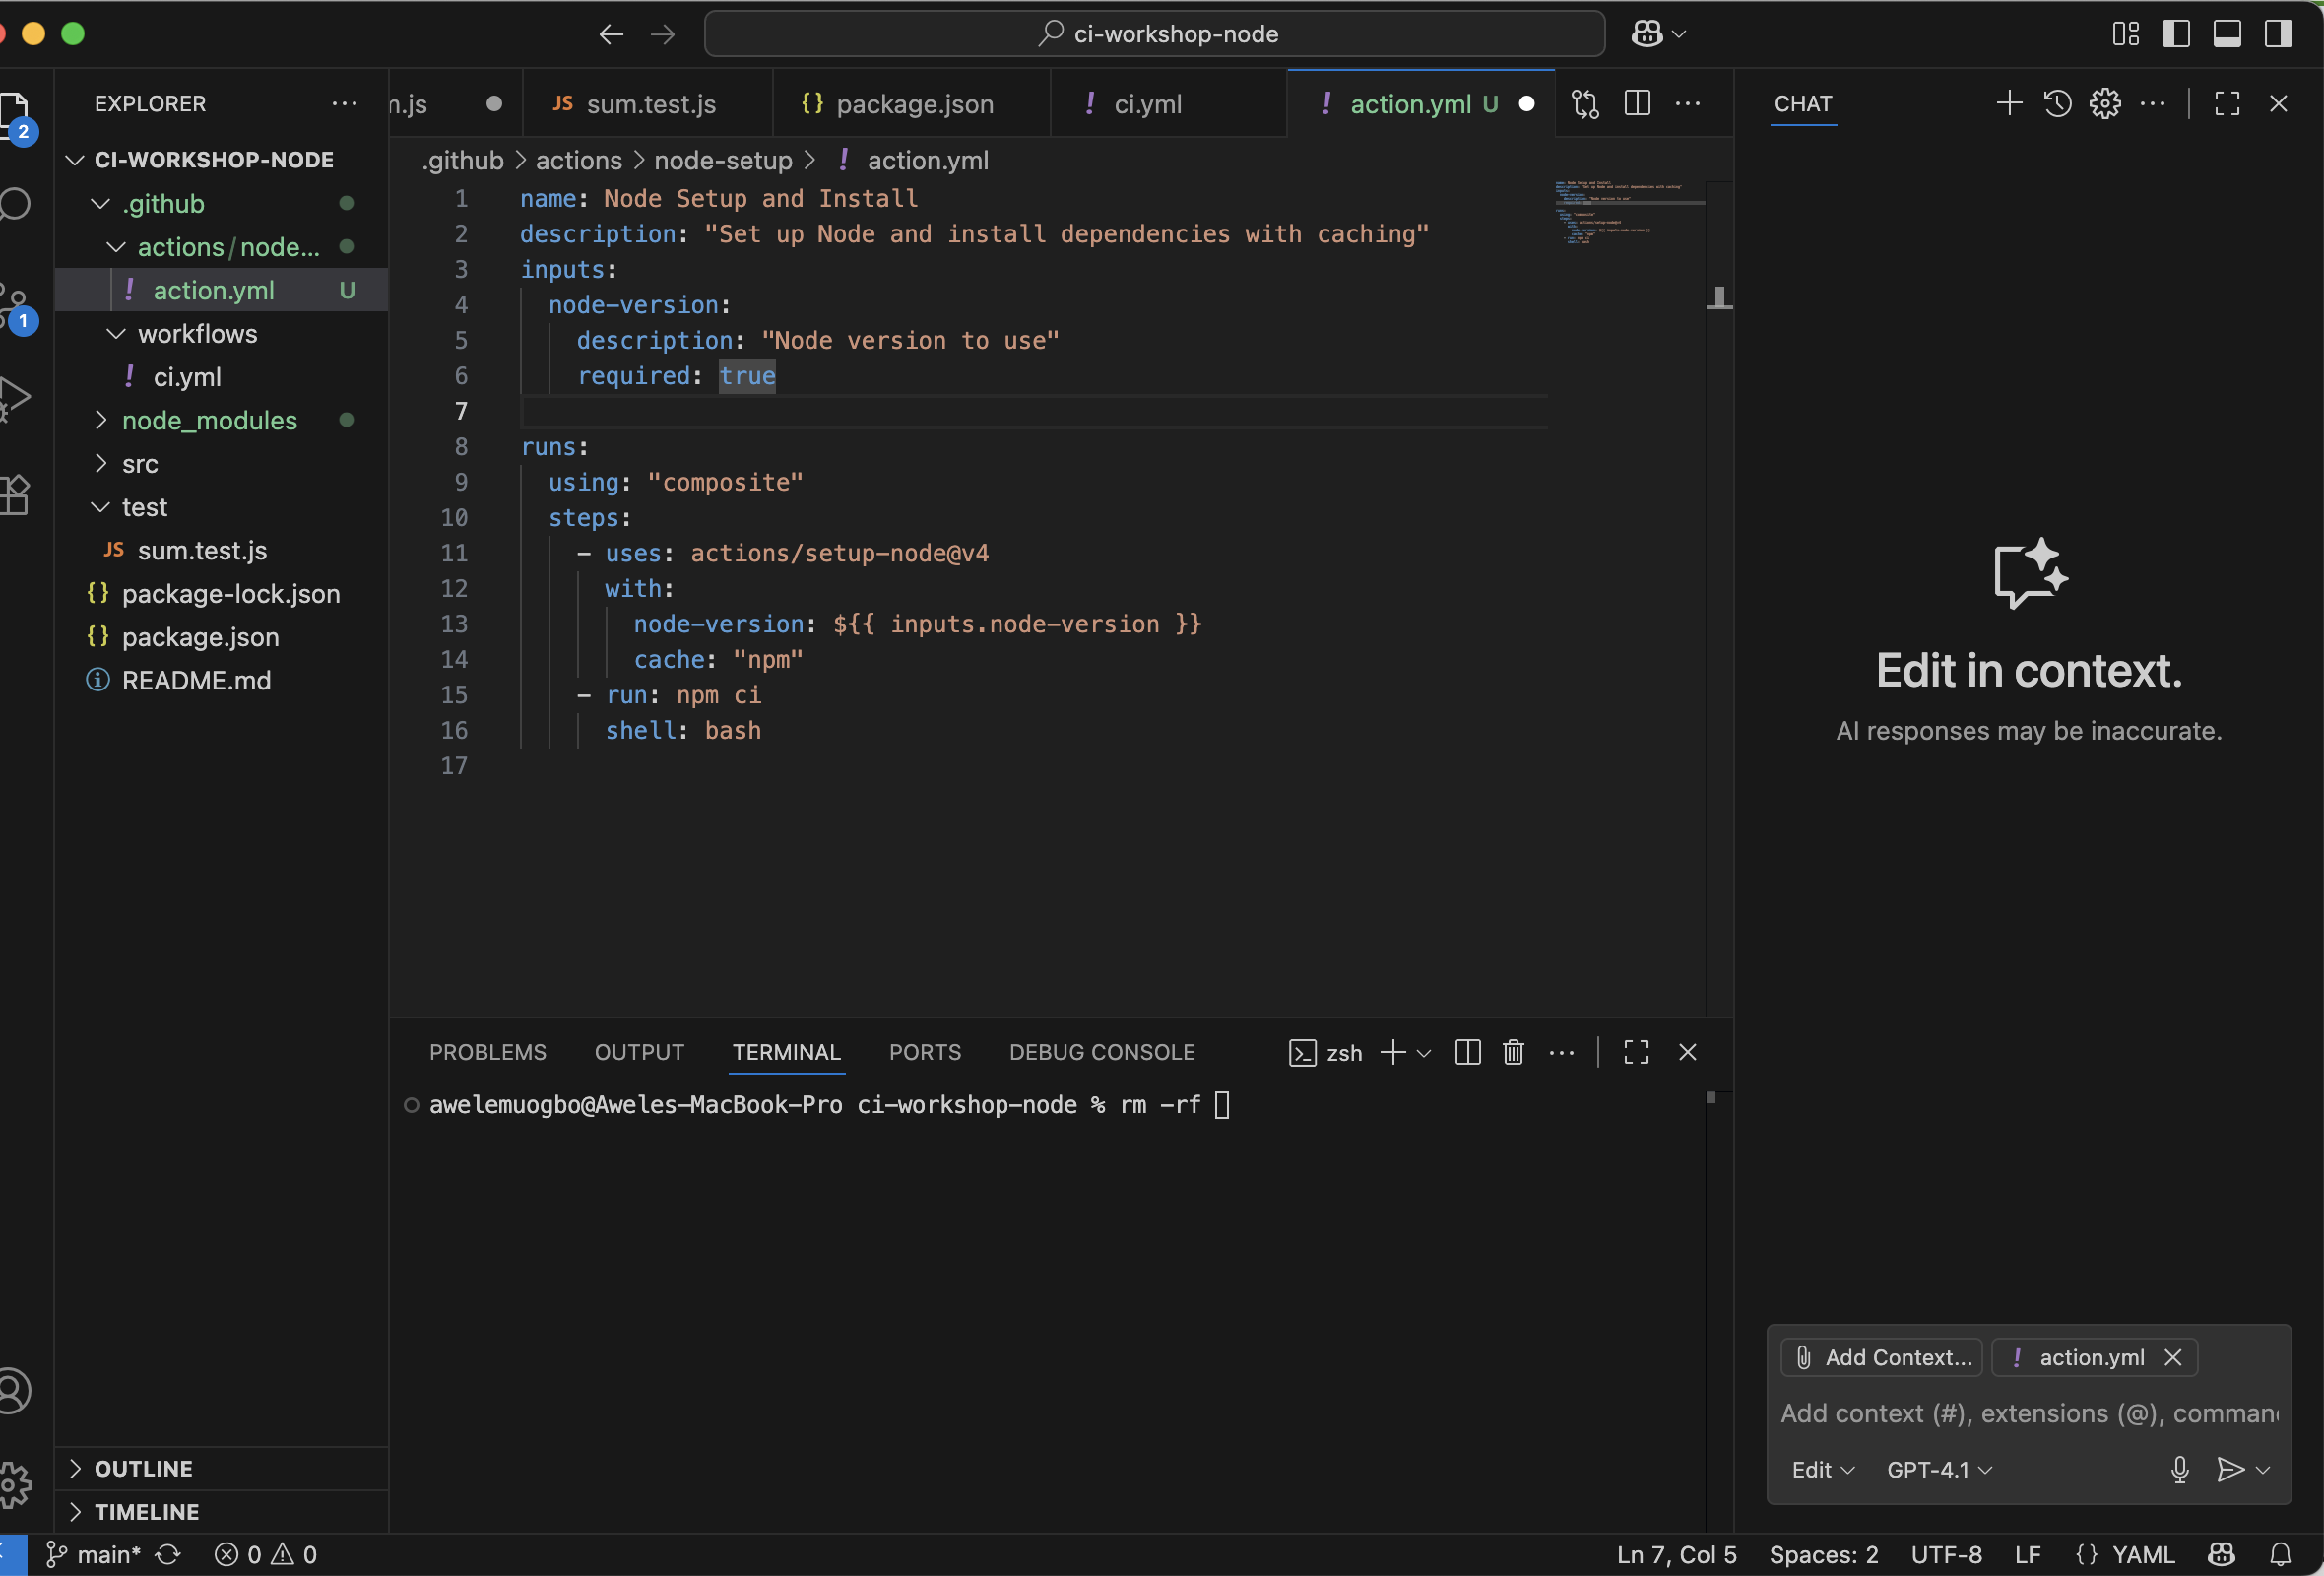 ci-workshop-node
EXPLORER
CI-WORKSHOP-NODE
.github
actions/node...
action.yml U
workflows
ci.yml
node_modules
src
test
JS sum.test.js
{} package-lock.json
{} package.json
README.md
OUTLINE
TIMELINE
2
1
.js
JS sum.test.js
{} package.json
! ci.yml
! action.yml U
.github > actions > node-setup > ! action.yml
1 name: Node Setup and Install
2 description: "Set up Node and install dependencies with caching"
3 inputs:
4 node-version:
5 description: "Node version to use"
6 required: true
7
8 runs:
9 using: "composite"
10 steps:
11 - uses: actions/setup-node@v4
12 with:
13 node-version: ${{ inputs.node-version }}
14 cache: "npm"
15 - run: npm ci
16 shell: bash
17
PROBLEMS OUTPUT TERMINAL PORTS DEBUG CONSOLE
zsh
awelemuogbo@Aweles-MacBook-Pro ci-workshop-node % rm -rf
CHAT
Edit in context.
AI responses may be inaccurate.
Add Context...
! action.yml
Add context (#), extensions (@), comman
Edit GPT-4.1
main* 0 0
Ln 7, Col 5 Spaces: 2 UTF-8 LF {} YAML